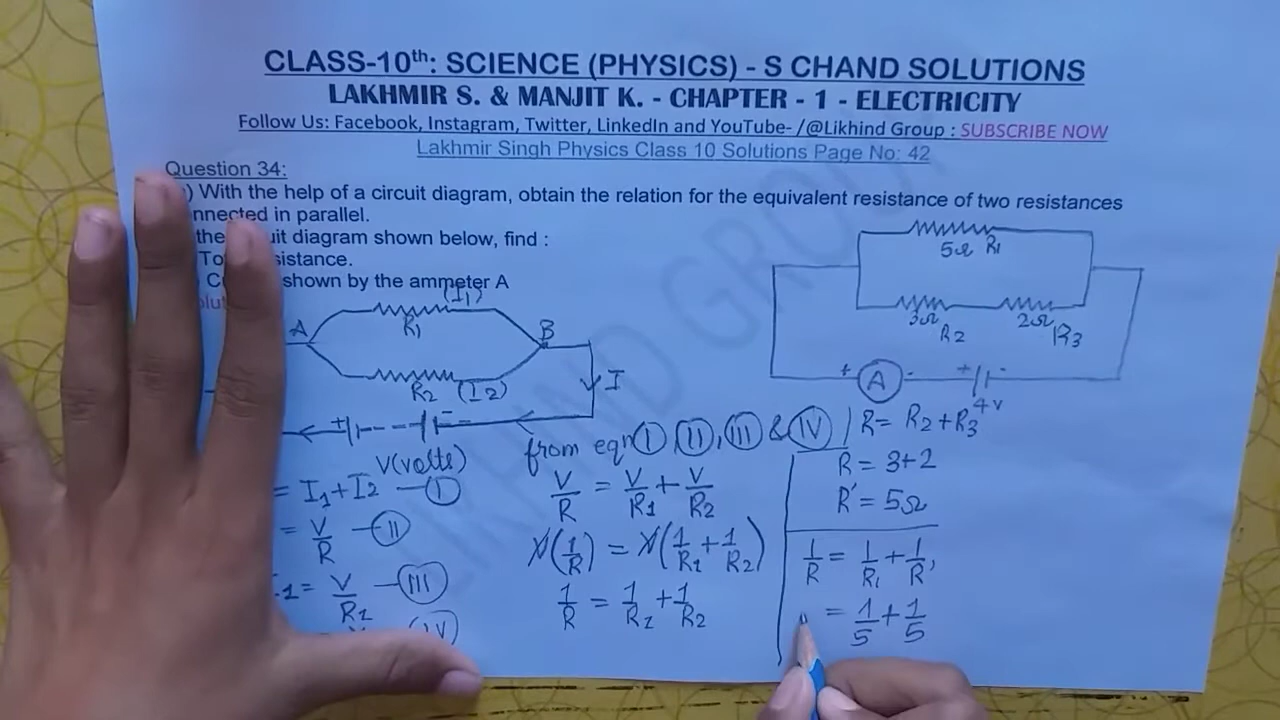 CLASS-10th: SCIENCE (PHYSICS) - S CHAND SOLUTIONS
LAKHMIR S. & MANJIT K. - CHAPTER - 1 - ELECTRICITY
Follow Us: Facebook, Instagram, Twitter, LinkedIn and YouTube- /@Likhind Group : SUBSCRIBE NOW
Lakhmir Singh Physics Class 10 Solutions Page No: 42
Question 34:
) With the help of a circuit diagram, obtain the relation for the equivalent resistance of two resistances
nnected in parallel.
the uit diagram shown below, find :
To sistance.
C shown by the ammeter A
olut
A
R1
(I1)
B
R2
(I2)
I
+
-
V(volts)
= I1+I2 — I
= V/R — II
1 = V/R1 — III
(IV)
from eqn I, II, III & IV
V/R = V/R1 + V/R2
V(1/R) = V(1/R1 + 1/R2)
1/R = 1/R1 + 1/R2
5Ω R1
3Ω R2
2Ω R3
+ A - + -
4V
R = R2+R3
R = 3+2
R' = 5Ω
1/R = 1/R1 + 1/R'
= 1/5 + 1/5
LIKHIND GROUP